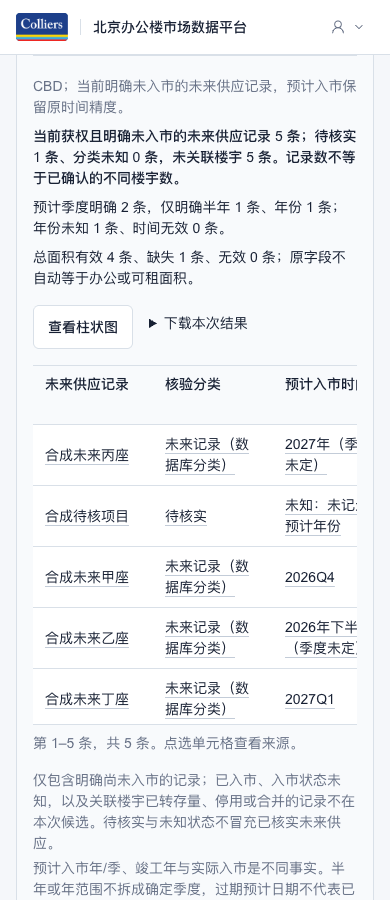 Colliers
北京办公楼市场数据平台
CBD；当前明确未入市的未来供应记录，预计入市保
留原时间精度。
当前获权且明确未入市的未来供应记录 5 条；待核实
1 条、分类未知 0 条，未关联楼宇 5 条。记录数不等
于已确认的不同楼宇数。
预计季度明确 2 条，仅明确半年 1 条、年份 1 条；
年份未知 1 条、时间无效 0 条。
总面积有效 4 条、缺失 1 条、无效 0 条；原字段不
自动等于办公或可租面积。
查看柱状图
▶ 下载本次结果
未来供应记录 核验分类 预计入市时
合成未来丙座 未来记录（数
据库分类） 2027年（季
未定）
合成待核项目 待核实 未知：未记
预计年份
合成未来甲座 未来记录（数
据库分类） 2026Q4
合成未来乙座 未来记录（数
据库分类） 2026年下半
（季度未定
合成未来丁座 未来记录（数
据库分类） 2027Q1
第 1–5 条，共 5 条。点选单元格查看来源。
仅包含明确尚未入市的记录；已入市、入市状态未
知，以及关联楼宇已转存量、停用或合并的记录不在
本次候选。待核实与未知状态不冒充已核实未来供
应。
预计入市年/季、竣工年与实际入市是不同事实。半
年或年范围不拆成确定季度，过期预计日期不代表已